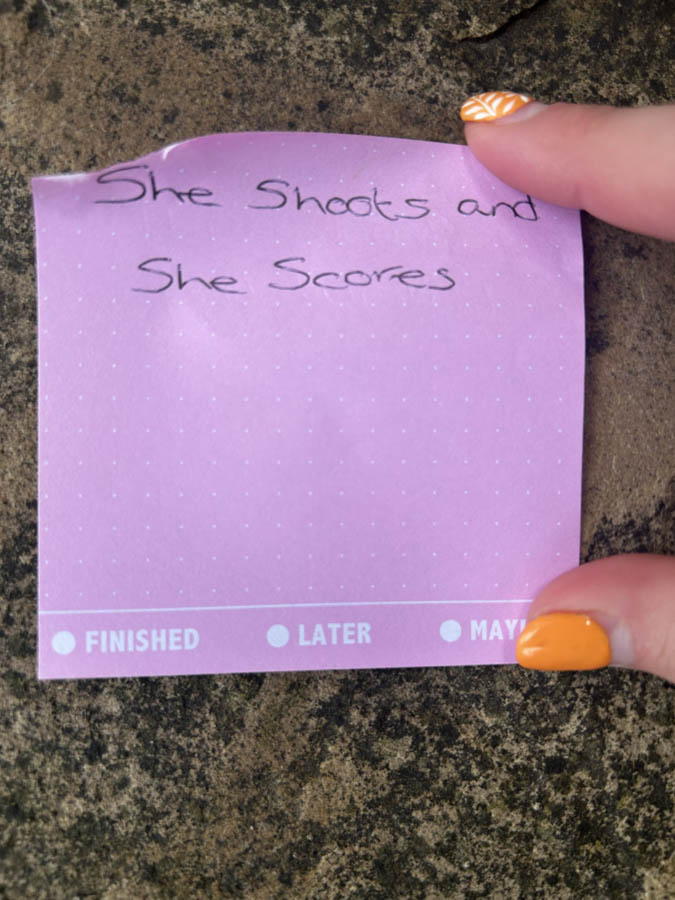 She Shoots and
She Scores
FINISHED LATER